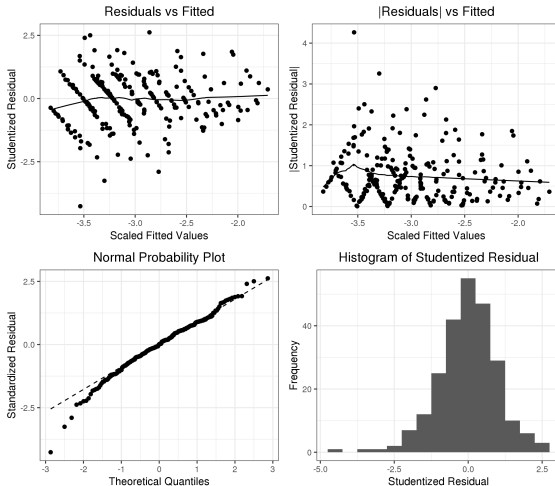 Residuals vs Fitted
Studentized Residual
2.5
0.0
-2.5
-3.5
-3.0
-2.5
-2.0
Scaled Fitted Values
|Residuals| vs Fitted
|Studentized Residual|
4
3
2
1
0
-3.5
-3.0
-2.5
-2.0
Scaled Fitted Values
Normal Probability Plot
Standardized Residual
2.5
0.0
-2.5
-3
-2
-1
0
1
2
3
Theoretical Quantiles
Histogram of Studentized Residual
Frequency
40
20
0
-5.0
-2.5
0.0
2.5
Studentized Residual